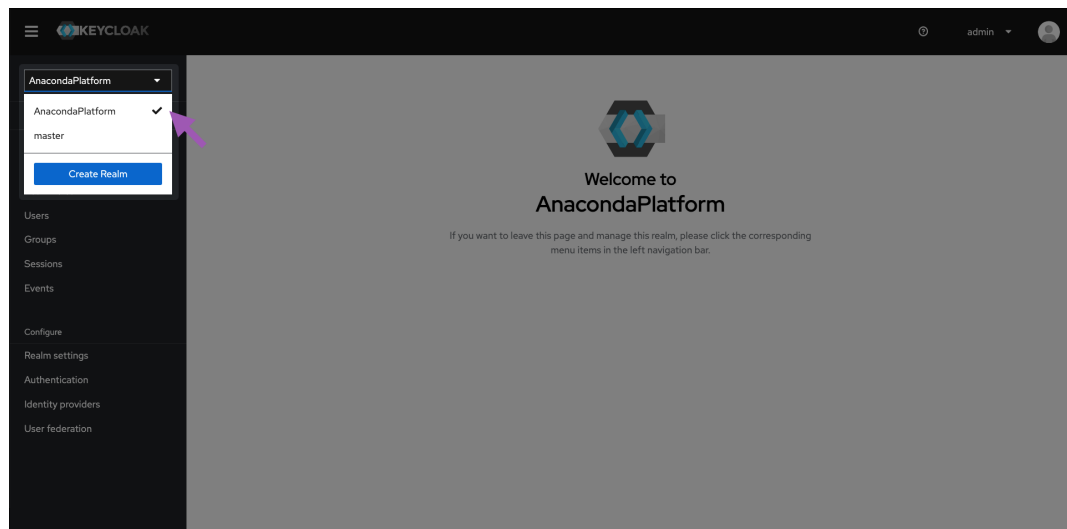 KEYCLOAK
admin
AnacondaPlatform
AnacondaPlatform
master
Create Realm
Users
Groups
Sessions
Events
Configure
Realm settings
Authentication
Identity providers
User federation
Welcome to
AnacondaPlatform
If you want to leave this page and manage this realm, please click the corresponding
menu items in the left navigation bar.